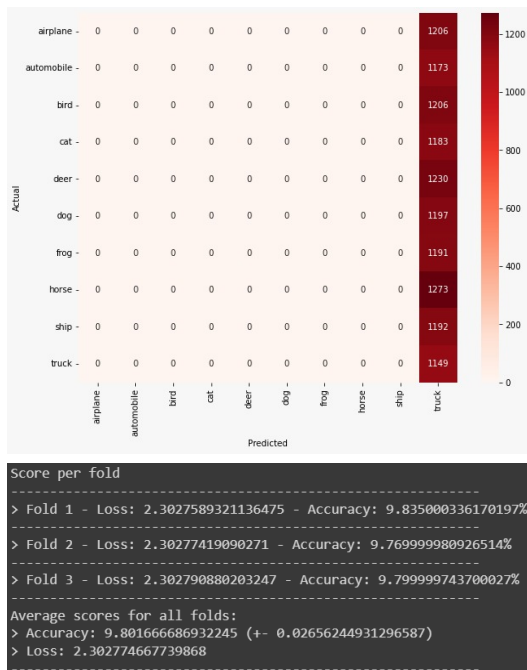 airplane - 0 0 0 0 0 0 0 0 0 1206
automobile - 0 0 0 0 0 0 0 0 0 1173
bird - 0 0 0 0 0 0 0 0 0 1206
cat - 0 0 0 0 0 0 0 0 0 1183
deer - 0 0 0 0 0 0 0 0 0 1230
dog - 0 0 0 0 0 0 0 0 0 1197
frog - 0 0 0 0 0 0 0 0 0 1191
horse - 0 0 0 0 0 0 0 0 0 1273
ship - 0 0 0 0 0 0 0 0 0 1192
truck - 0 0 0 0 0 0 0 0 0 1149
Actual
airplane automobile bird cat deer dog frog horse ship truck
Predicted
1200
1000
800
600
400
200
0
Score per fold
------------------------------------------------------------------------
> Fold 1 - Loss: 2.3027589321136475 - Accuracy: 9.835000336170197%
------------------------------------------------------------------------
> Fold 2 - Loss: 2.30277419090271 - Accuracy: 9.769999980926514%
------------------------------------------------------------------------
> Fold 3 - Loss: 2.302790880203247 - Accuracy: 9.799999743700027%
------------------------------------------------------------------------
Average scores for all folds:
> Accuracy: 9.801666686932245 (+- 0.02656244931296587)
> Loss: 2.302774667739868
------------------------------------------------------------------------